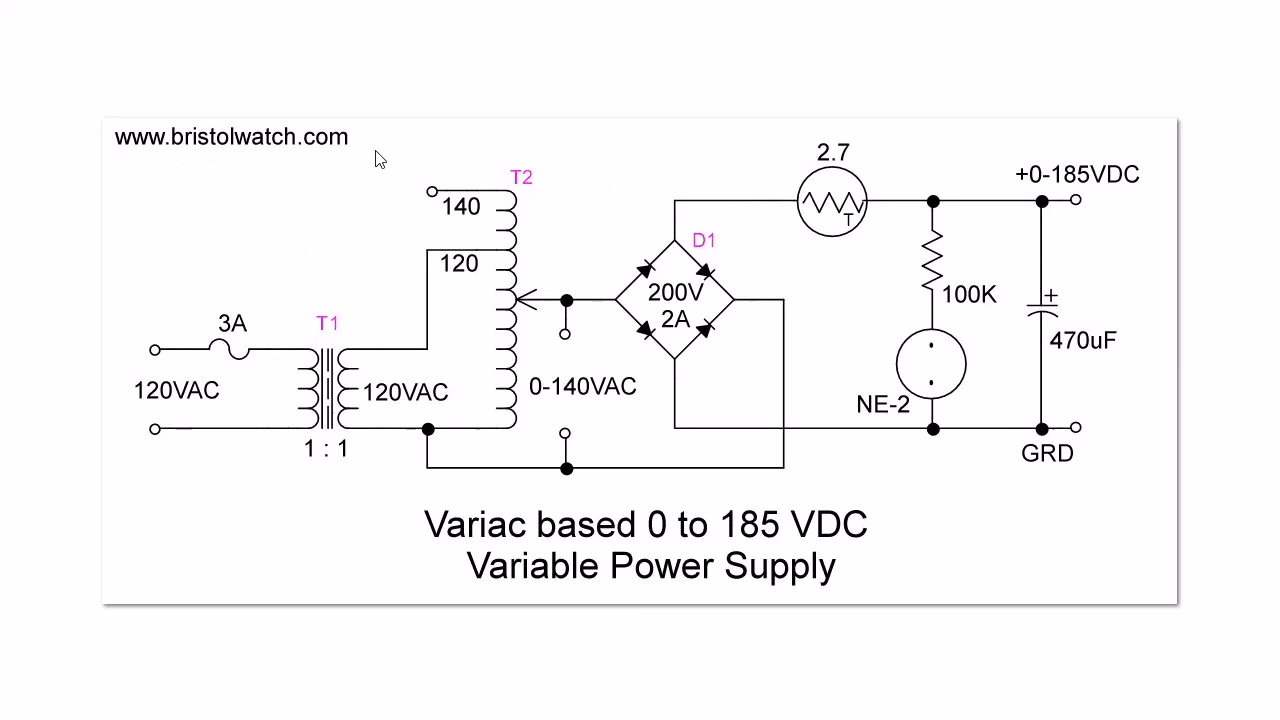 www.bristolwatch.com
2.7
T
+0-185VDC
T2
140
120
D1
200V
2A
100K
+
470uF
3A
T1
120VAC
120VAC
1 : 1
0-140VAC
NE-2
GRD
Variac based 0 to 185 VDC
Variable Power Supply